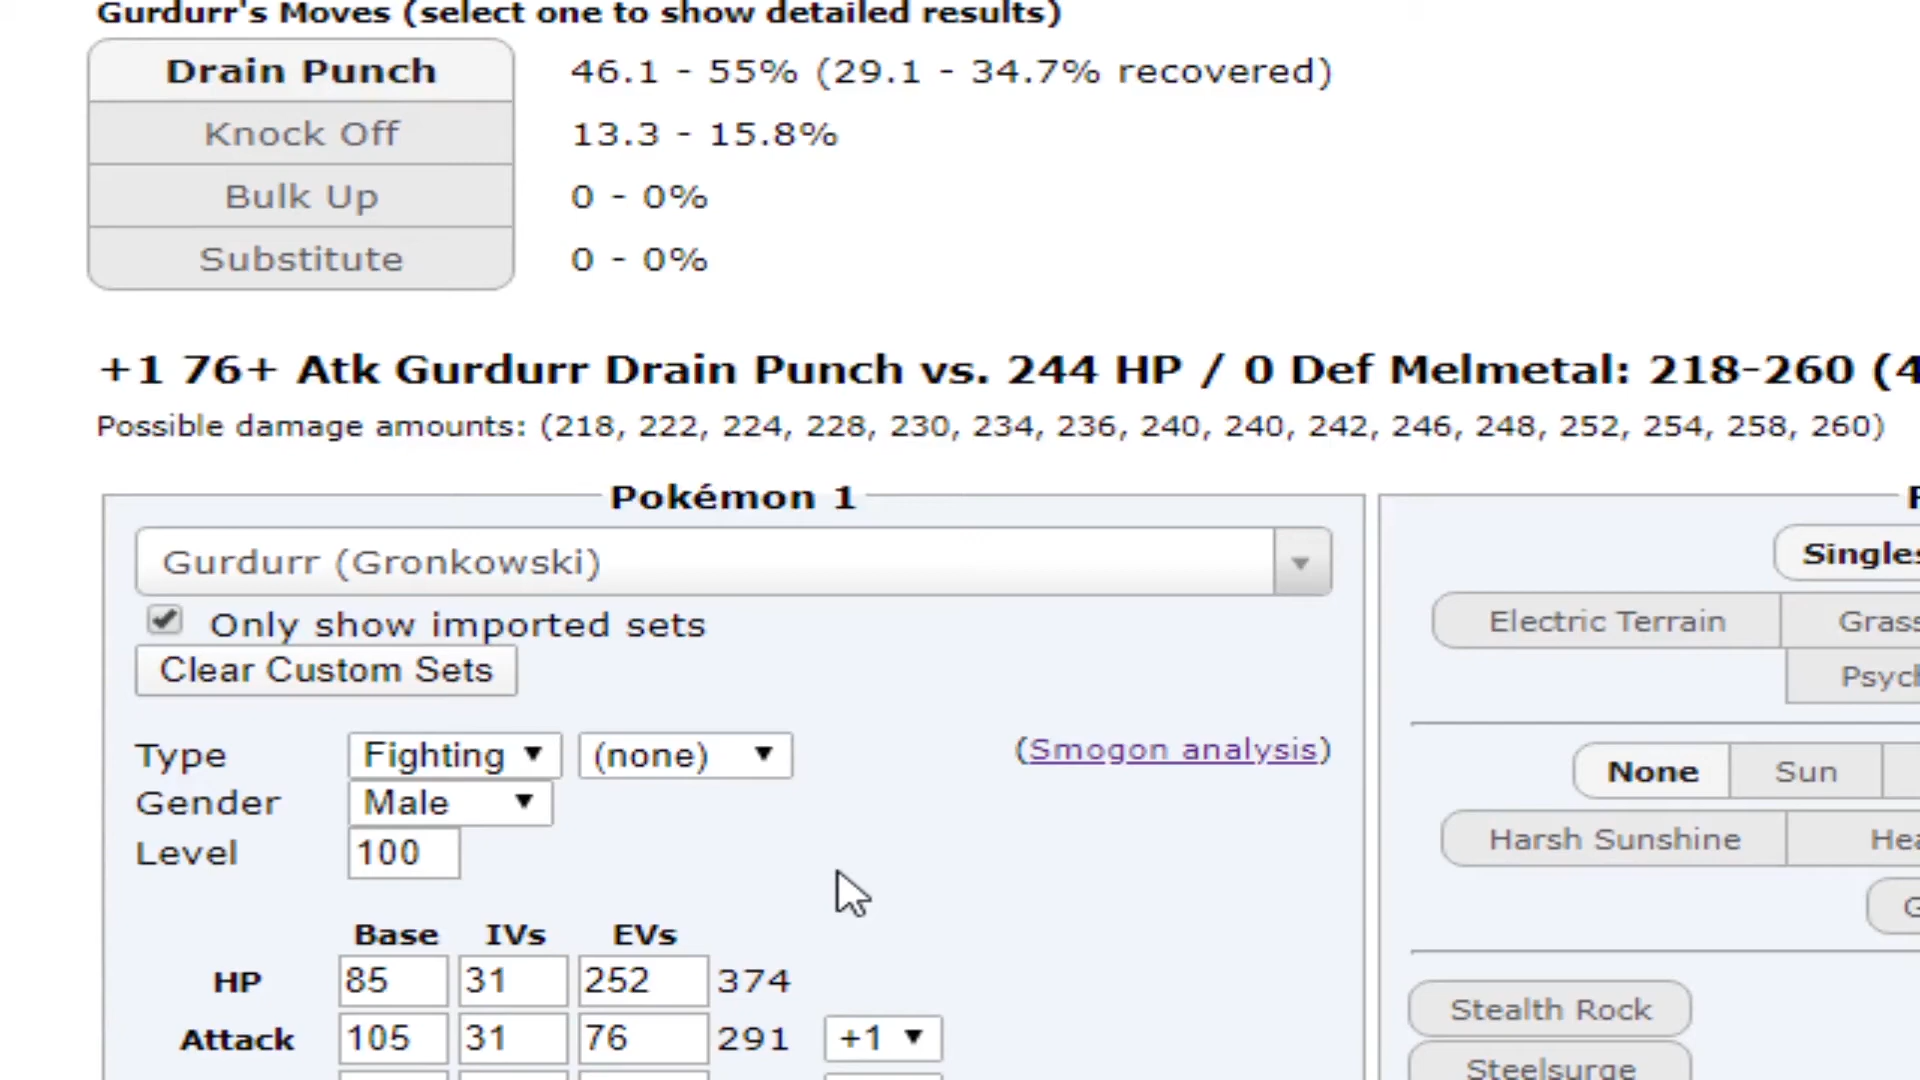 Gurdurr's Moves (select one to show detailed results)
Drain Punch 46.1 - 55% (29.1 - 34.7% recovered)
Knock Off 13.3 - 15.8%
Bulk Up 0 - 0%
Substitute 0 - 0%
+1 76+ Atk Gurdurr Drain Punch vs. 244 HP / 0 Def Melmetal: 218-260 (4
Possible damage amounts: (218, 222, 224, 228, 230, 234, 236, 240, 240, 242, 246, 248, 252, 254, 258, 260)
Pokémon 1
Gurdurr (Gronkowski)
Only show imported sets
Clear Custom Sets
Type Fighting (none) (Smogon analysis)
Gender Male
Level 100
Base IVs EVs
HP 85 31 252 374
Attack 105 31 76 291 +1
Singles
Electric Terrain Grass
Psych
None Sun
Harsh Sunshine Hea
G
Stealth Rock
Steelsurge